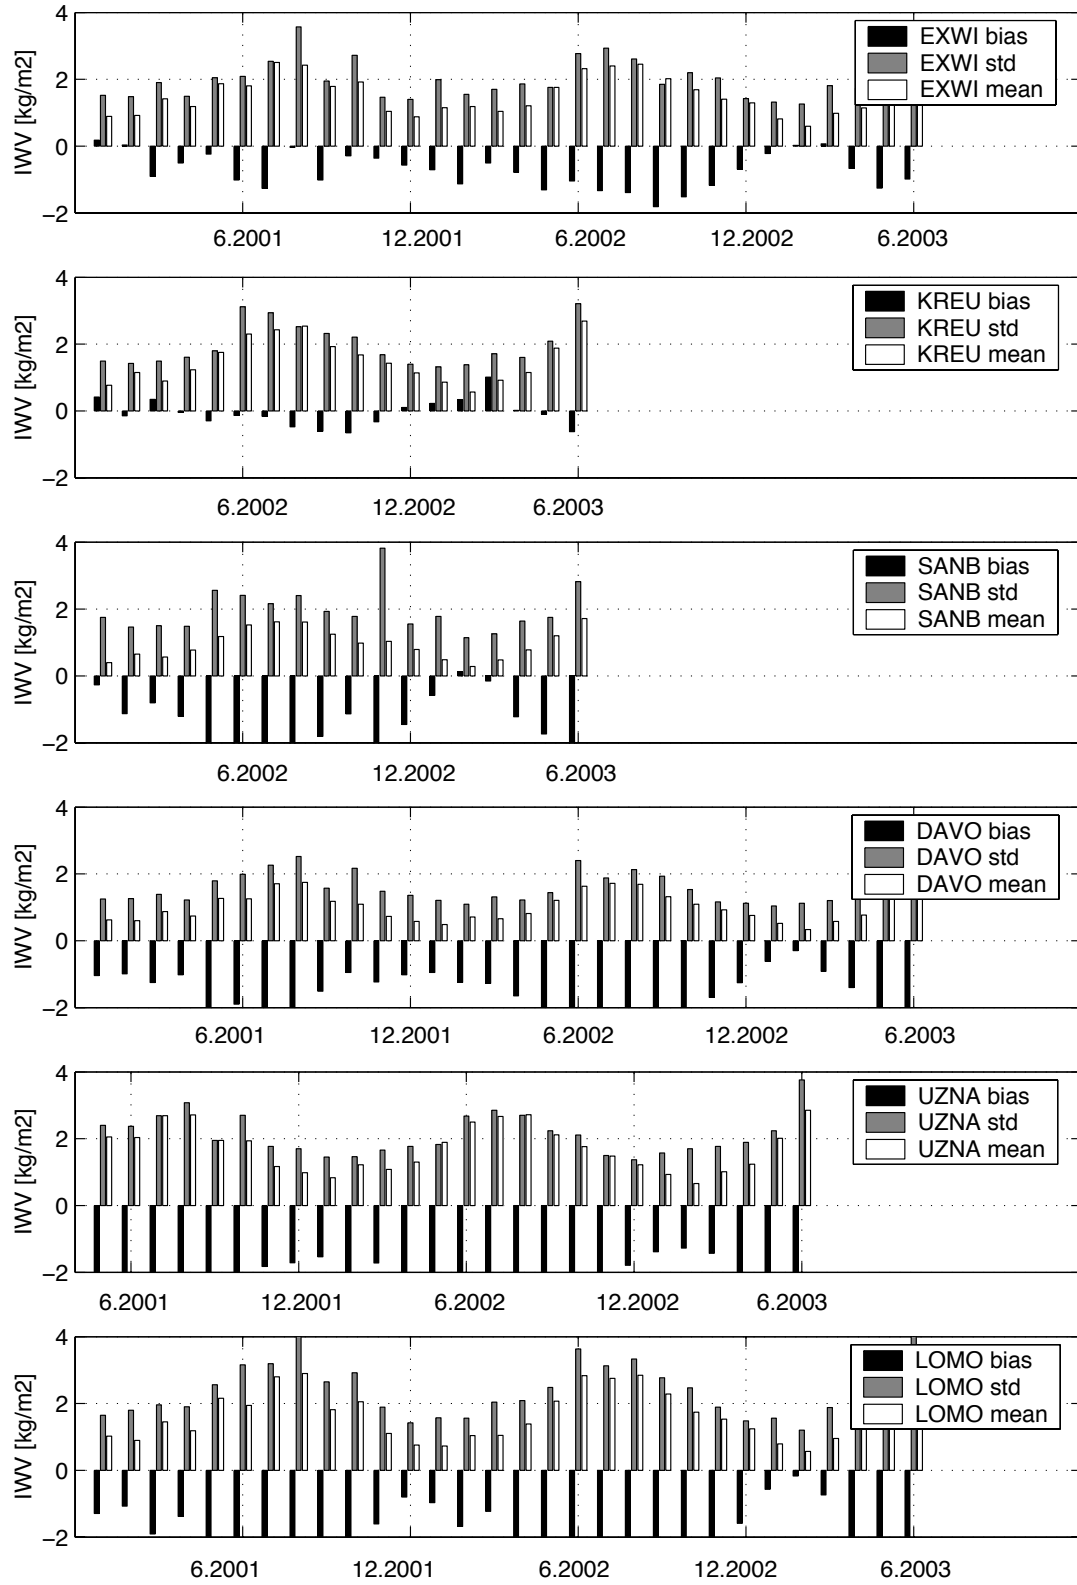 4
2
0
−2
IWV [kg/m2]
EXWI bias
EXWI std
EXWI mean
6.2001 12.2001 6.2002 12.2002 6.2003
4
2
0
−2
IWV [kg/m2]
KREU bias
KREU std
KREU mean
6.2002 12.2002 6.2003
4
2
0
−2
IWV [kg/m2]
SANB bias
SANB std
SANB mean
6.2002 12.2002 6.2003
4
2
0
−2
IWV [kg/m2]
DAVO bias
DAVO std
DAVO mean
6.2001 12.2001 6.2002 12.2002 6.2003
4
2
0
−2
IWV [kg/m2]
UZNA bias
UZNA std
UZNA mean
6.2001 12.2001 6.2002 12.2002 6.2003
4
2
0
−2
IWV [kg/m2]
LOMO bias
LOMO std
LOMO mean
6.2001 12.2001 6.2002 12.2002 6.2003